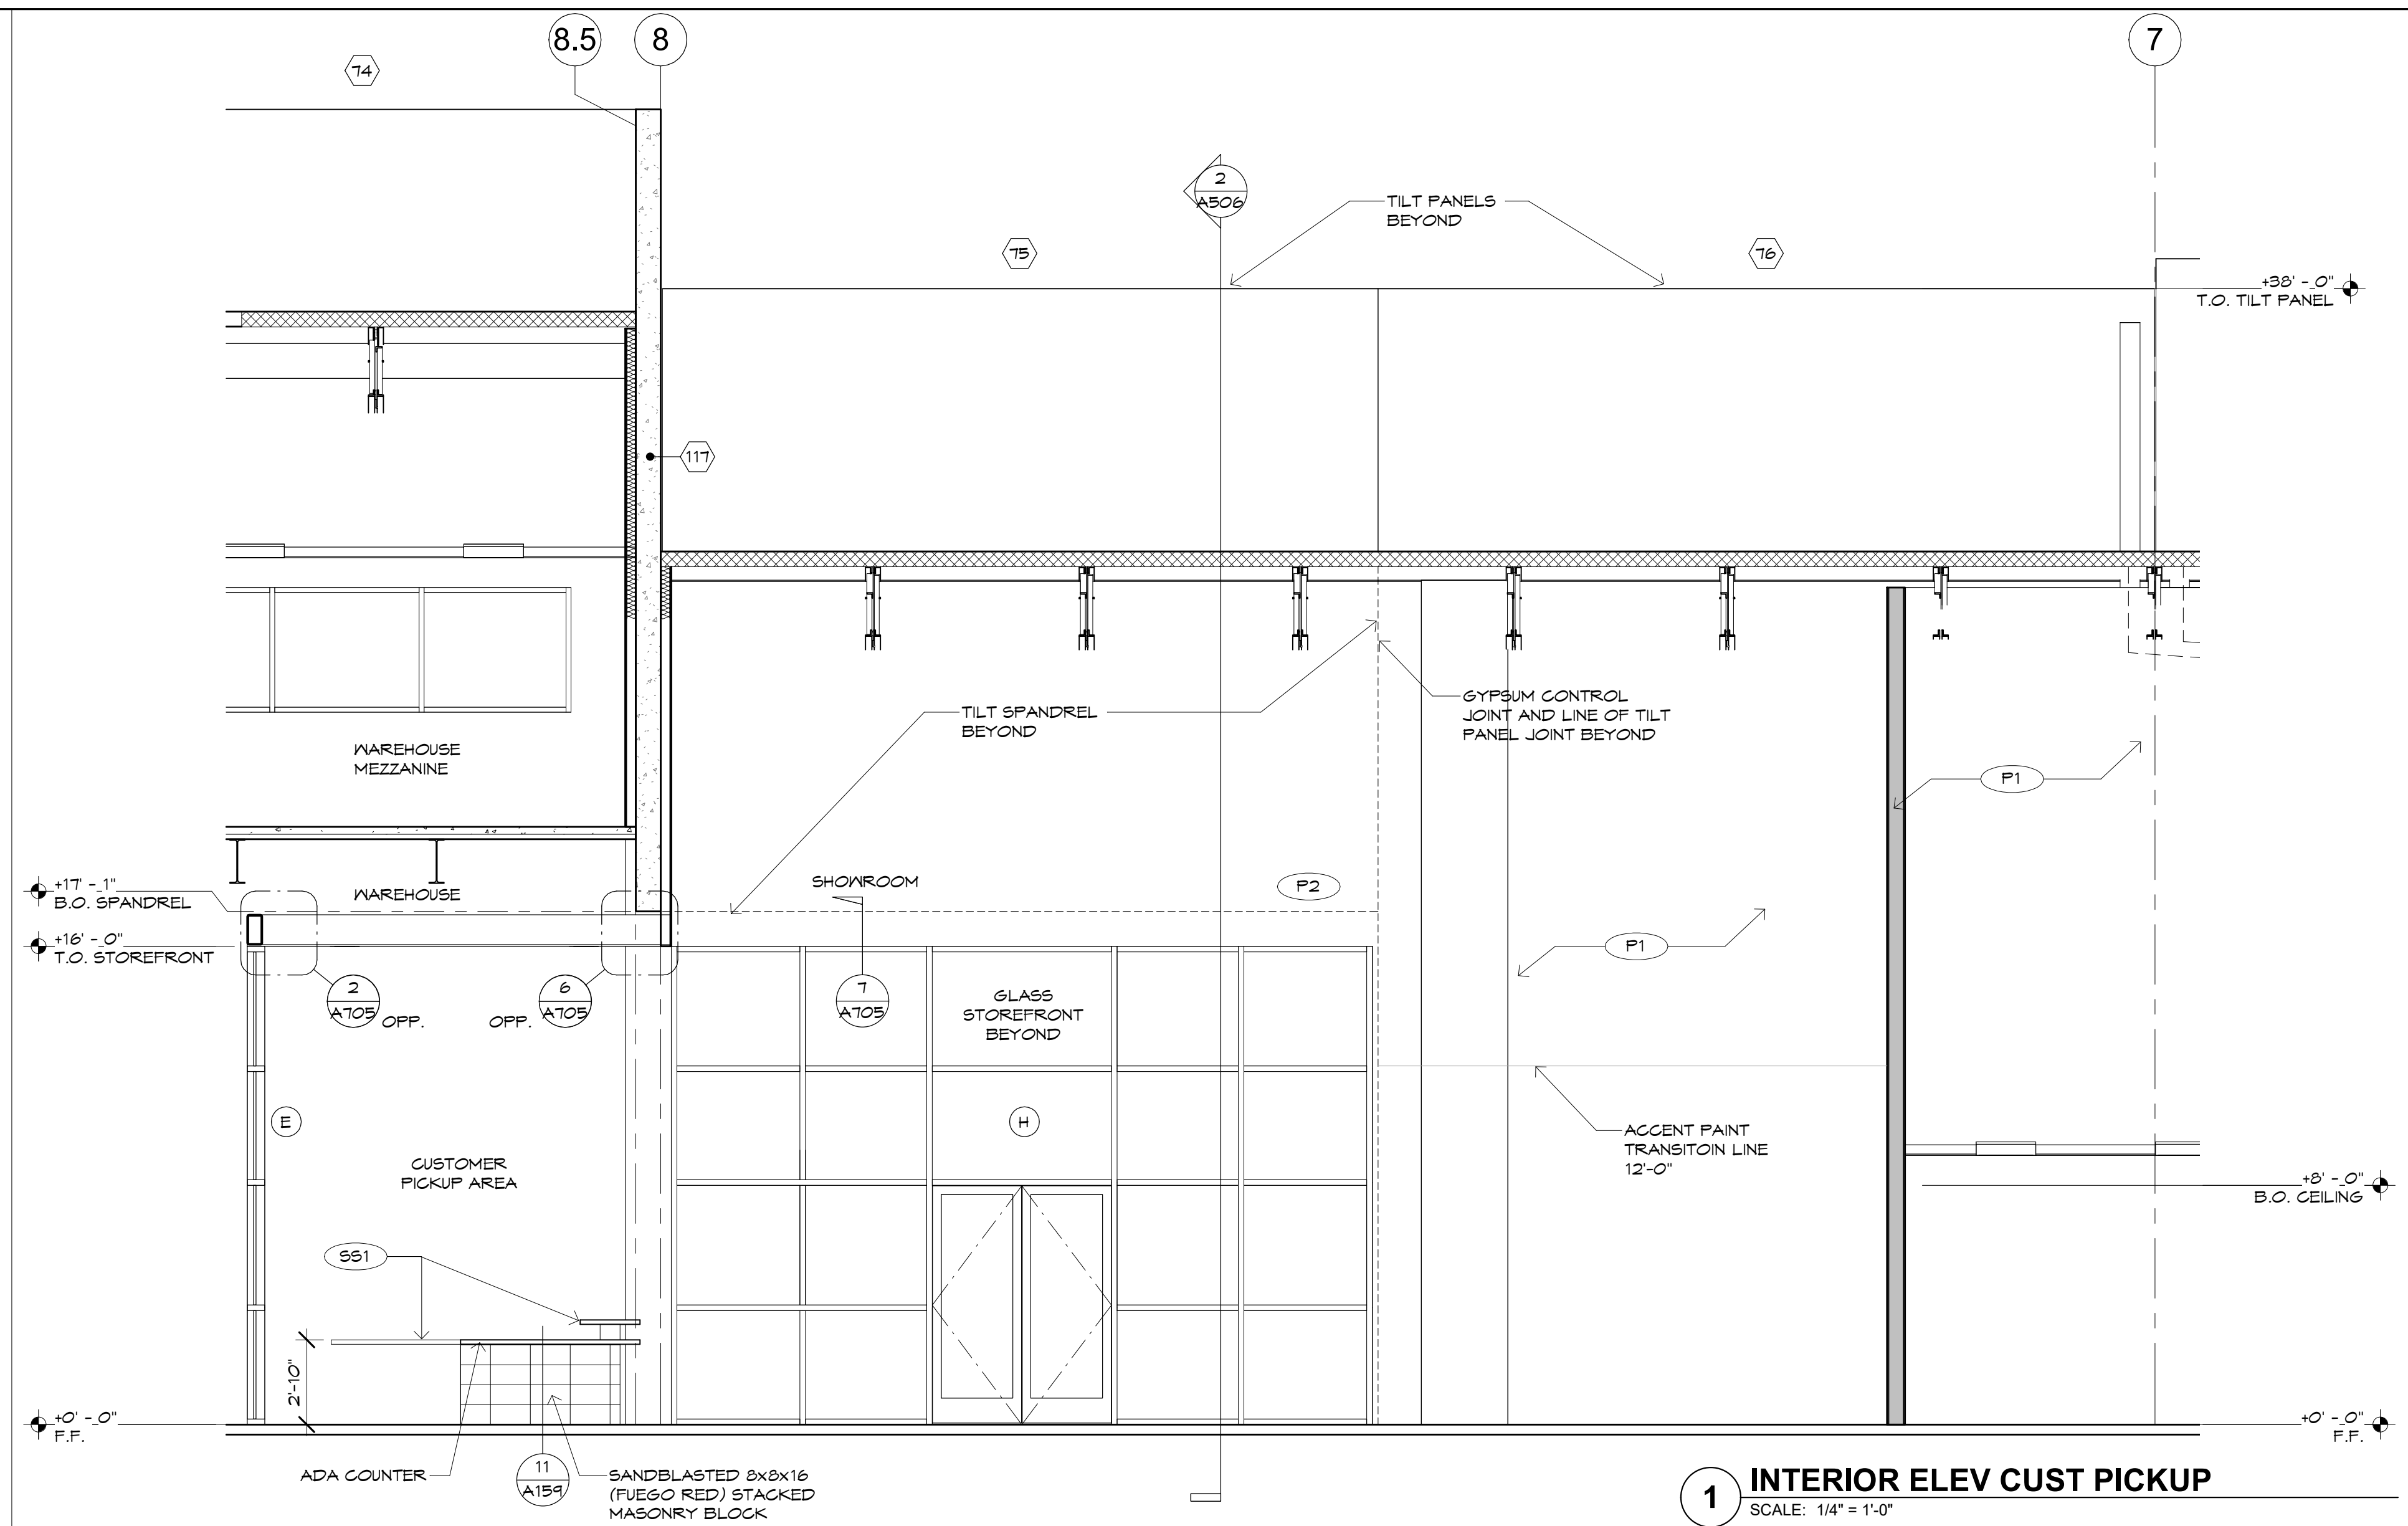 8.5
8
7
74
2
A506
TILT PANELS
BEYOND
75
76
+38' - 0"
T.O. TILT PANEL
117
TILT SPANDREL
BEYOND
GYPSUM CONTROL
JOINT AND LINE OF TILT
PANEL JOINT BEYOND
WAREHOUSE
MEZZANINE
P1
+17' - 1"
B.O. SPANDREL
WAREHOUSE
SHOWROOM
P2
+16' - 0"
T.O. STOREFRONT
P1
2
A705
OPP.
OPP.
6
A705
7
A705
GLASS
STOREFRONT
BEYOND
E
H
ACCENT PAINT
TRANSITOIN LINE
12'-0"
CUSTOMER
PICKUP AREA
+8' - 0"
B.O. CEILING
SS1
2'-10"
+0' - 0"
F.F.
+0' - 0"
F.F.
ADA COUNTER
11
A159
SANDBLASTED 8x8x16
(FUEGO RED) STACKED
MASONRY BLOCK
1
INTERIOR ELEV CUST PICKUP
SCALE: 1/4" = 1'-0"